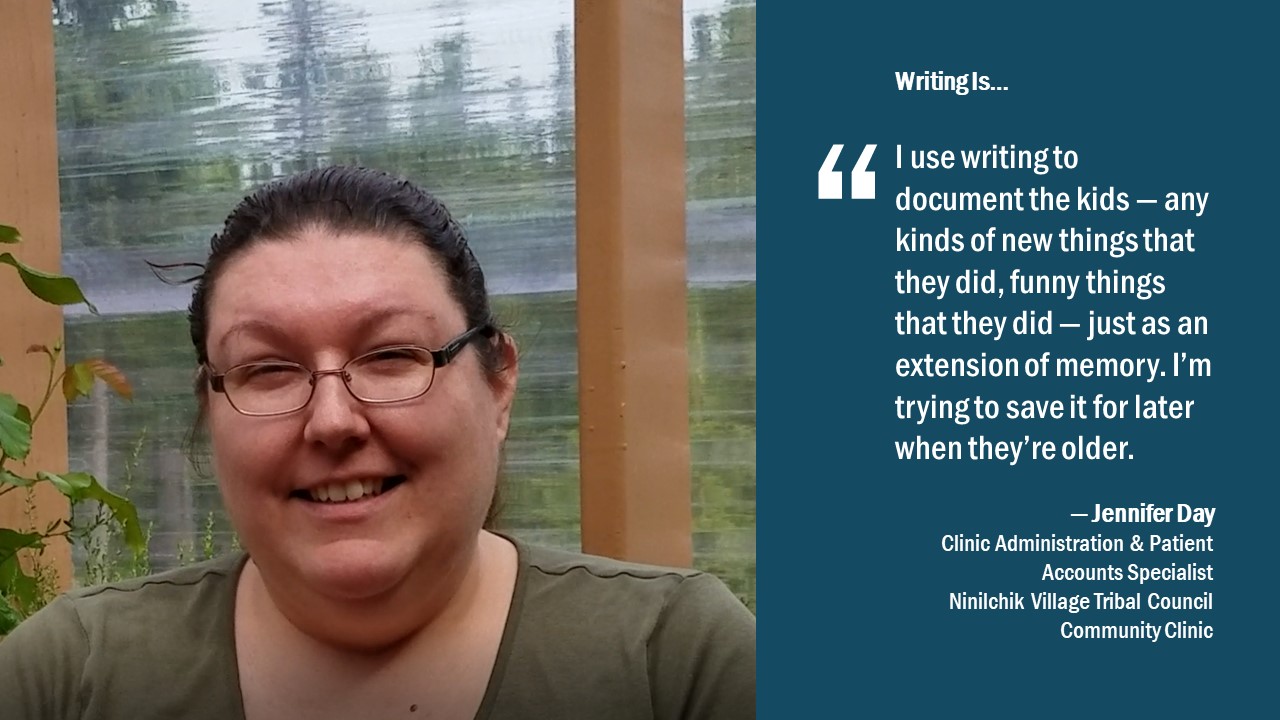 Writing Is...
“
I use writing to
document the kids — any
kinds of new things that
they did, funny things
that they did — just as an
extension of memory. I’m
trying to save it for later
when they’re older.
— Jennifer Day
Clinic Administration & Patient
Accounts Specialist
Ninilchik Village Tribal Council
Community Clinic